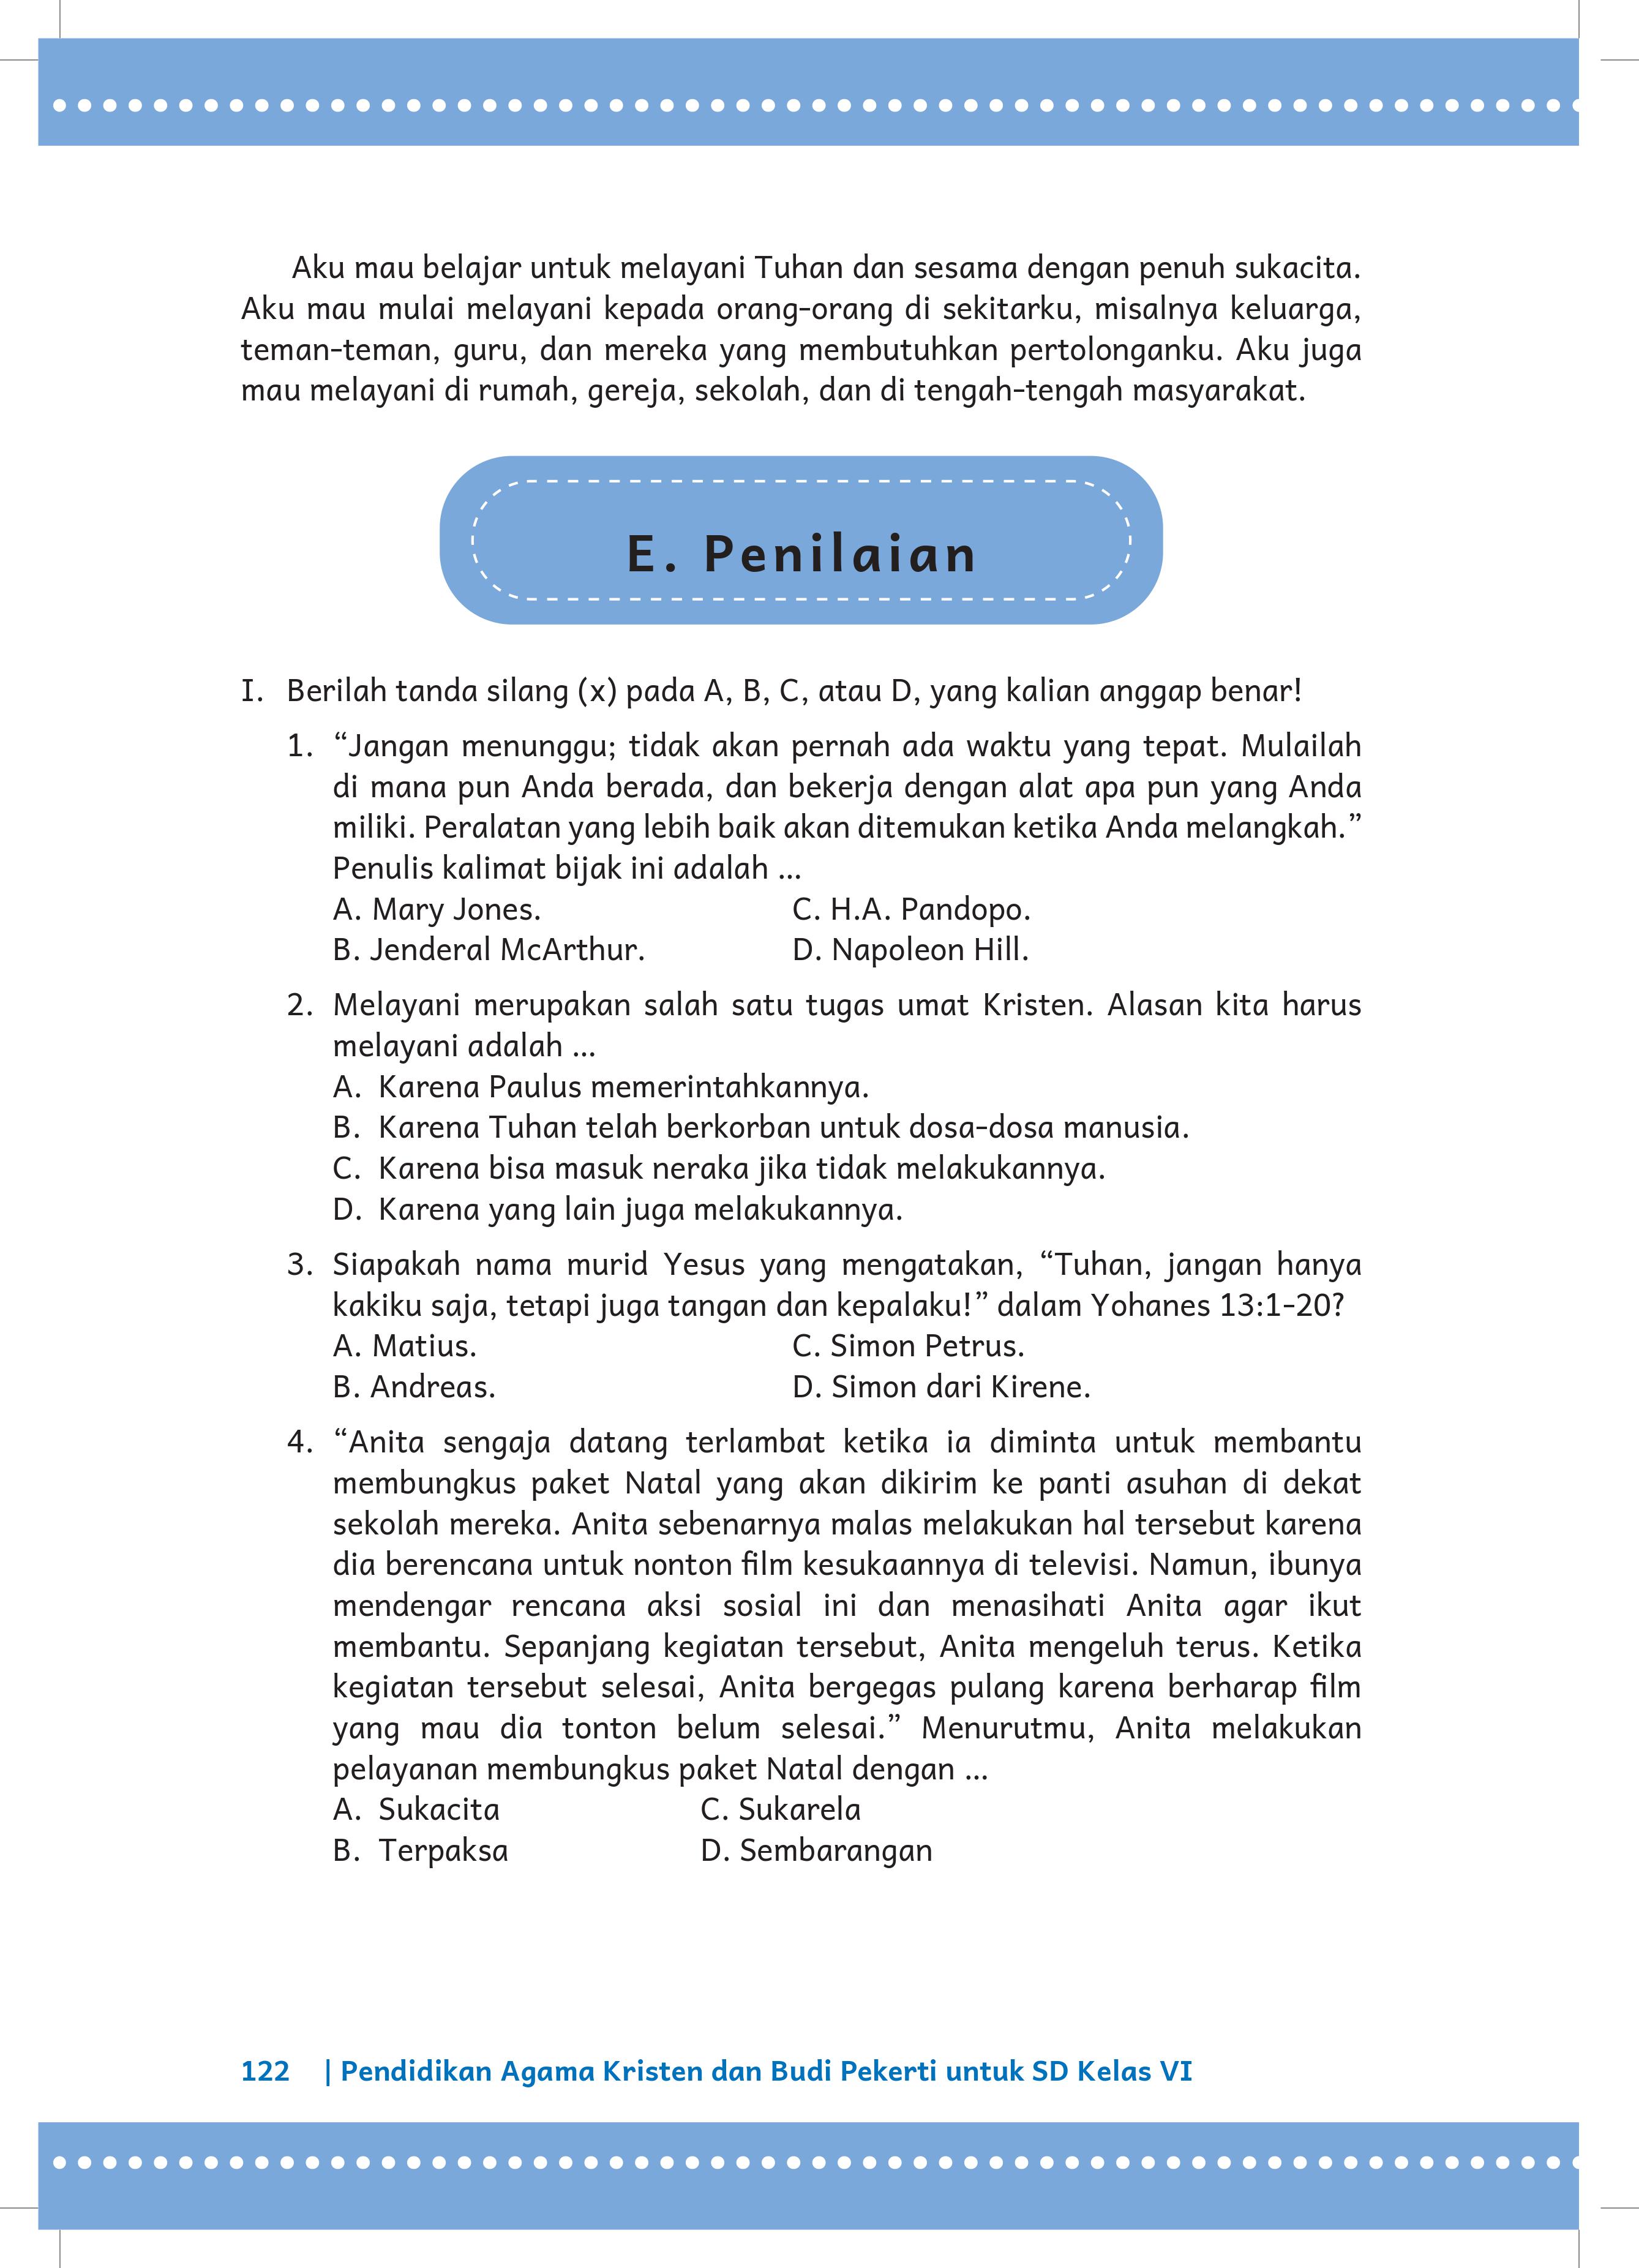 Aku mau belajar untuk melayani Tuhan dan sesama dengan penuh sukacita.
Aku mau mulai melayani kepada orang-orang di sekitarku, misalnya keluarga,
teman-teman, guru, dan mereka yang membutuhkan pertolonganku. Aku juga
mau melayani di rumah, gereja, sekolah, dan di tengah-tengah masyarakat.
E. Penilaian
I. Berilah tanda silang (x) pada A, B, C, atau D, yang kalian anggap benar!
1. “Jangan menunggu; tidak akan pernah ada waktu yang tepat. Mulailah
di mana pun Anda berada, dan bekerja dengan alat apa pun yang Anda
miliki. Peralatan yang lebih baik akan ditemukan ketika Anda melangkah.”
Penulis kalimat bijak ini adalah ...
A. Mary Jones. C. H.A. Pandopo.
B. Jenderal McArthur. D. Napoleon Hill.
2. Melayani merupakan salah satu tugas umat Kristen. Alasan kita harus
melayani adalah ...
A. Karena Paulus memerintahkannya.
B. Karena Tuhan telah berkorban untuk dosa-dosa manusia.
C. Karena bisa masuk neraka jika tidak melakukannya.
D. Karena yang lain juga melakukannya.
3. Siapakah nama murid Yesus yang mengatakan, “Tuhan, jangan hanya
kakiku saja, tetapi juga tangan dan kepalaku!” dalam Yohanes 13:1-20?
A. Matius. C. Simon Petrus.
B. Andreas. D. Simon dari Kirene.
4. “Anita sengaja datang terlambat ketika ia diminta untuk membantu
membungkus paket Natal yang akan dikirim ke panti asuhan di dekat
sekolah mereka. Anita sebenarnya malas melakukan hal tersebut karena
dia berencana untuk nonton film kesukaannya di televisi. Namun, ibunya
mendengar rencana aksi sosial ini dan menasihati Anita agar ikut
membantu. Sepanjang kegiatan tersebut, Anita mengeluh terus. Ketika
kegiatan tersebut selesai, Anita bergegas pulang karena berharap film
yang mau dia tonton belum selesai.” Menurutmu, Anita melakukan
pelayanan membungkus paket Natal dengan ...
A. Sukacita C. Sukarela
B. Terpaksa D. Sembarangan
122 | Pendidikan Agama Kristen dan Budi Pekerti untuk SD Kelas VI